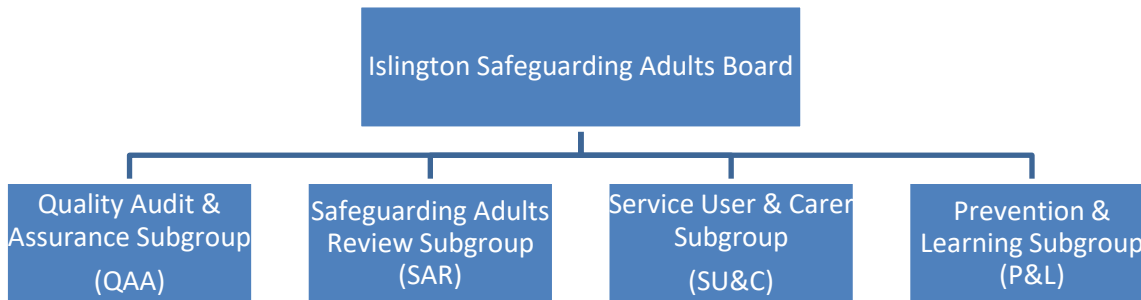 Islington Safeguarding Adults Board
Quality Audit &
Assurance Subgroup
(QAA)
Safeguarding Adults
Review Subgroup
(SAR)
Service User & Carer
Subgroup
(SU&C)
Prevention &
Learning Subgroup
(P&L)